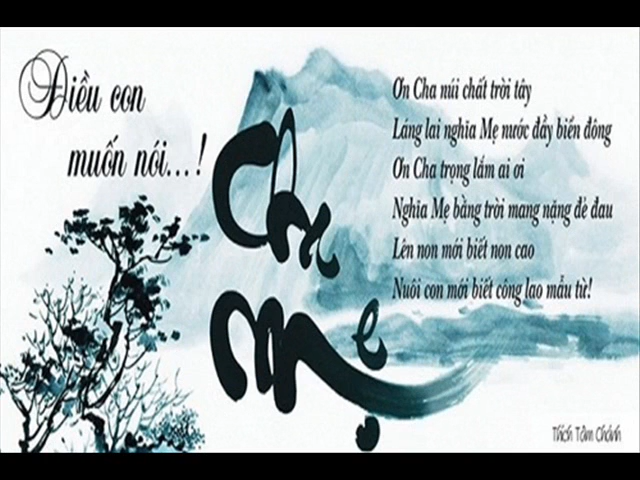 Điều con
muốn nói...!
Cha
Mẹ
Ơn Cha núi chất trời tây
Láng lai nghĩa Mẹ nước đầy biển đông
Ơn Cha trọng lắm ai ơi
Nghĩa Mẹ bằng trời mang nặng đẻ đau
Lên non mới biết non cao
Nuôi con mới biết công lao mẫu từ!
Thích Tâm Chánh